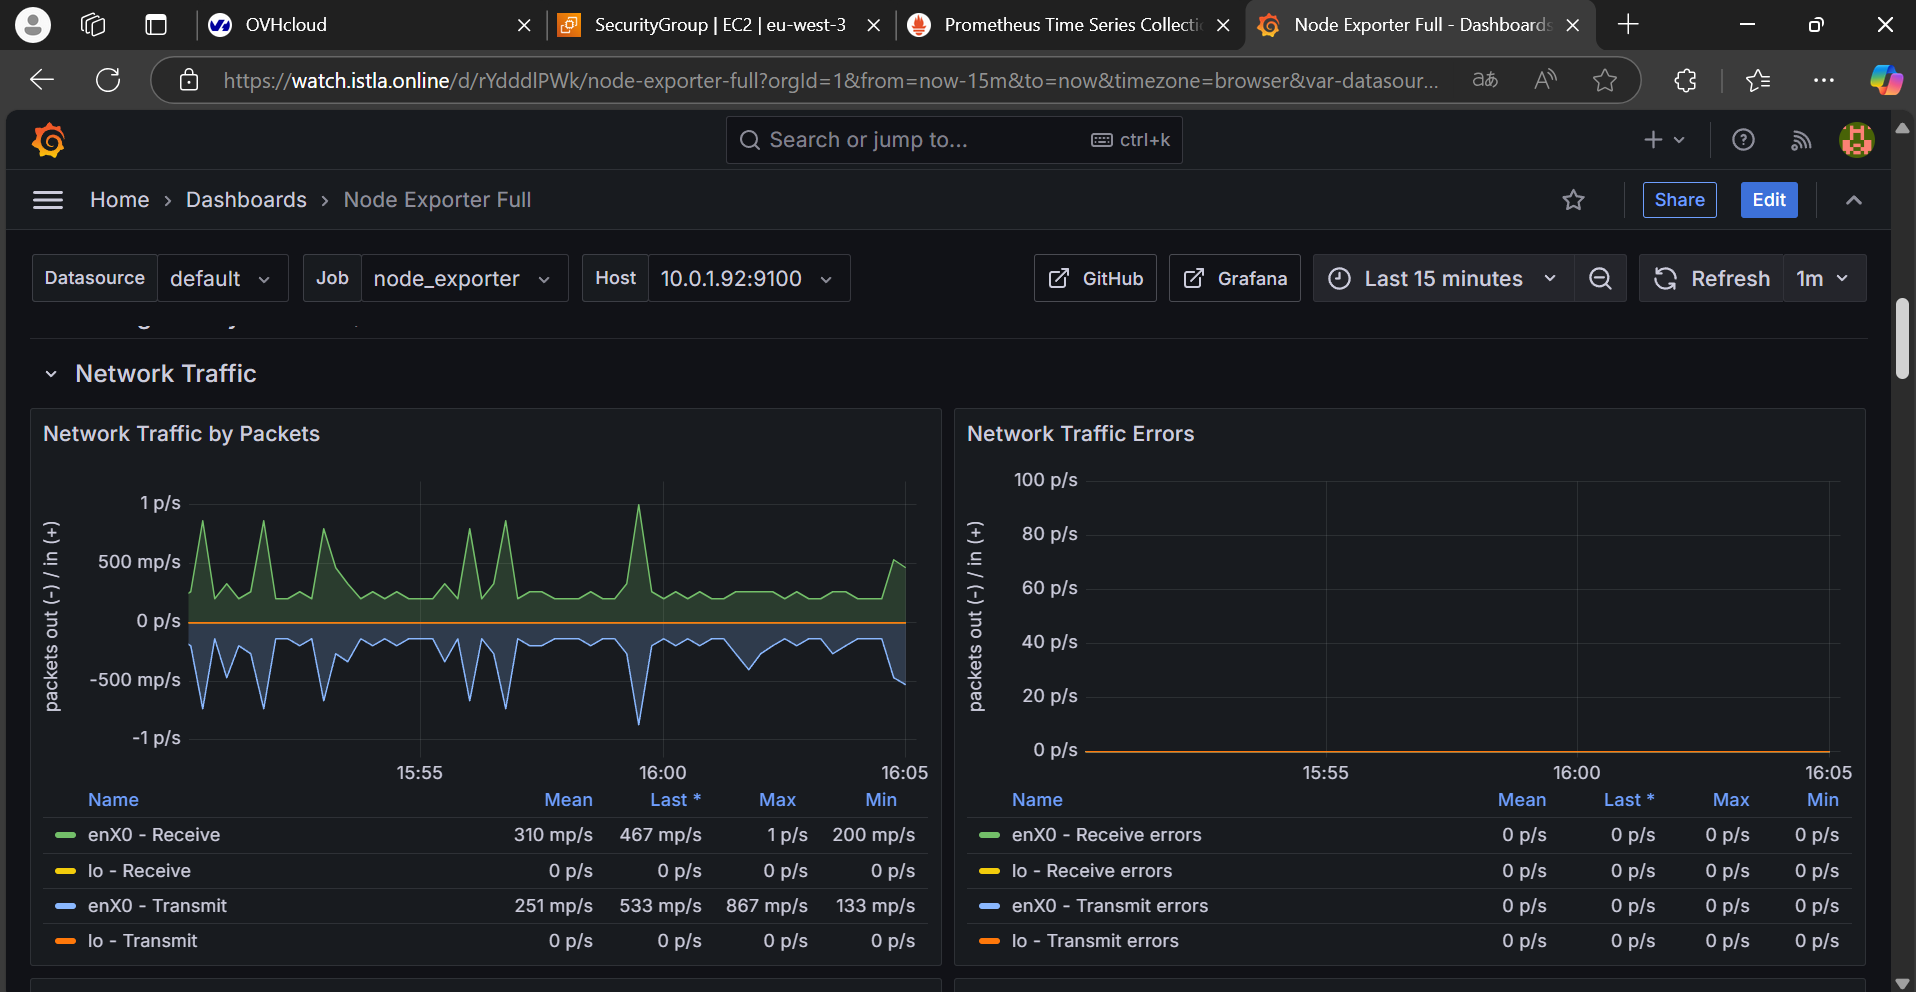 OVHcloud
SecurityGroup | EC2 | eu-west-3
Prometheus Time Series Collecti
Node Exporter Full - Dashboards
https://watch.istla.online/d/rYdddlPWk/node-exporter-full?orgId=1&from=now-15m&to=now&timezone=browser&var-datasour...
Search or jump to...
ctrl+k
Home › Dashboards › Node Exporter Full
Share
Edit
Datasource default
Job node_exporter
Host 10.0.1.92:9100
GitHub
Grafana
Last 15 minutes
Refresh
1m
Network Traffic
Network Traffic by Packets
packets out (-) / in (+)
1 p/s
500 mp/s
0 p/s
-500 mp/s
-1 p/s
15:55 16:00 16:05
Name Mean Last * Max Min
enX0 - Receive 310 mp/s 467 mp/s 1 p/s 200 mp/s
lo - Receive 0 p/s 0 p/s 0 p/s 0 p/s
enX0 - Transmit 251 mp/s 533 mp/s 867 mp/s 133 mp/s
lo - Transmit 0 p/s 0 p/s 0 p/s 0 p/s
Network Traffic Errors
packets out (-) / in (+)
100 p/s
80 p/s
60 p/s
40 p/s
20 p/s
0 p/s
15:55 16:00 16:05
Name Mean Last * Max Min
enX0 - Receive errors 0 p/s 0 p/s 0 p/s 0 p/s
lo - Receive errors 0 p/s 0 p/s 0 p/s 0 p/s
enX0 - Transmit errors 0 p/s 0 p/s 0 p/s 0 p/s
lo - Transmit errors 0 p/s 0 p/s 0 p/s 0 p/s